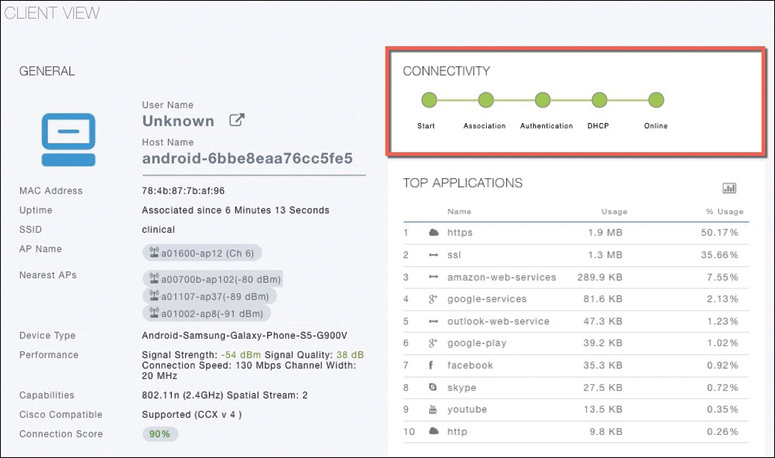 CLIENT VIEW
GENERAL
User Name
Unknown
Host Name
android-6bbe8eaa76cc5fe5
MAC Address 78:4b:87:7b:af:96
Uptime Associated since 6 Minutes 13 Seconds
SSID clinical
AP Name a01600-ap12 (Ch 6)
Nearest APs a00700b-ap102(-80 dBm)
a01107-ap37(-89 dBm)
a01002-ap8(-91 dBm)
Device Type Android-Samsung-Galaxy-Phone-S5-G900V
Performance Signal Strength: -54 dBm Signal Quality: 38 dB
Connection Speed: 130 Mbps Channel Width:
20 MHz
Capabilities 802.11n (2.4GHz) Spatial Stream: 2
Cisco Compatible Supported (CCX v 4 )
Connection Score 90%
CONNECTIVITY
Start Association Authentication DHCP Online
TOP APPLICATIONS
Name Usage % Usage
1 https 1.9 MB 50.17%
2 ssl 1.3 MB 35.66%
3 amazon-web-services 289.9 KB 7.55%
4 google-services 81.6 KB 2.13%
5 outlook-web-service 47.3 KB 1.23%
6 google-play 39.2 KB 1.02%
7 facebook 35.3 KB 0.92%
8 skype 27.5 KB 0.72%
9 youtube 13.5 KB 0.35%
10 http 9.8 KB 0.26%